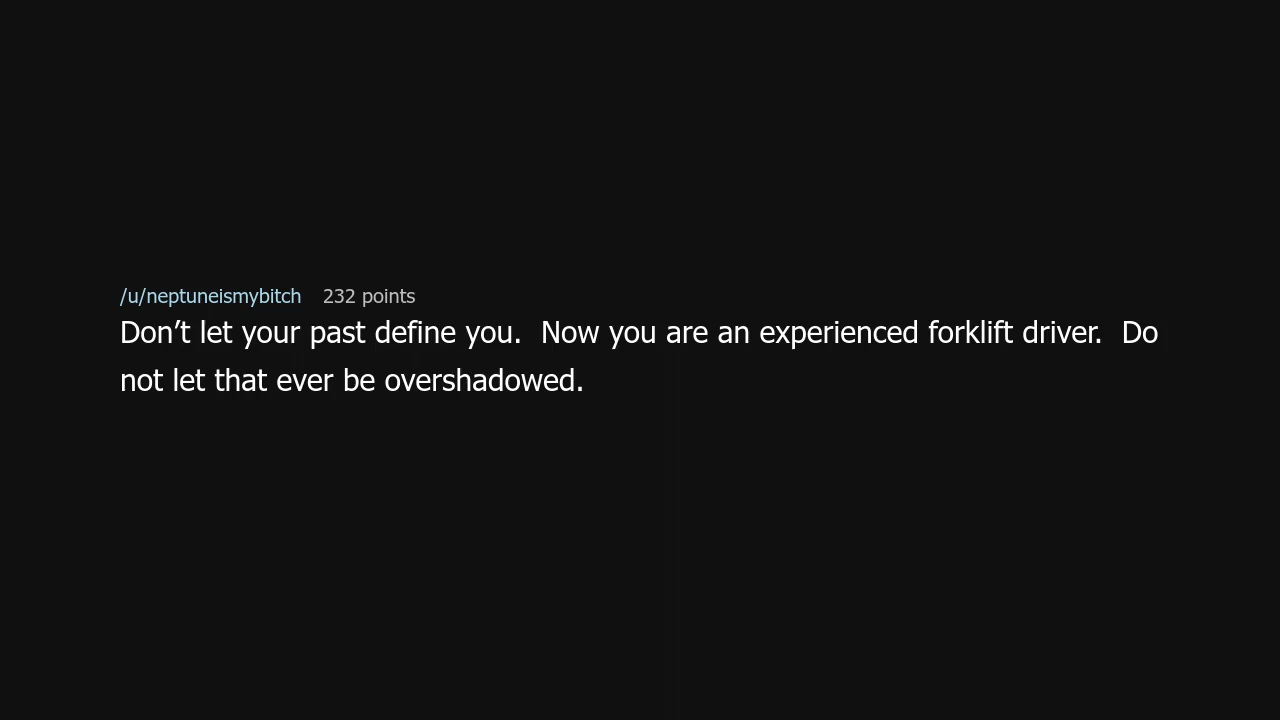 /u/neptuneismybitch 232 points
Don’t let your past define you.  Now you are an experienced forklift driver.  Do
not let that ever be overshadowed.